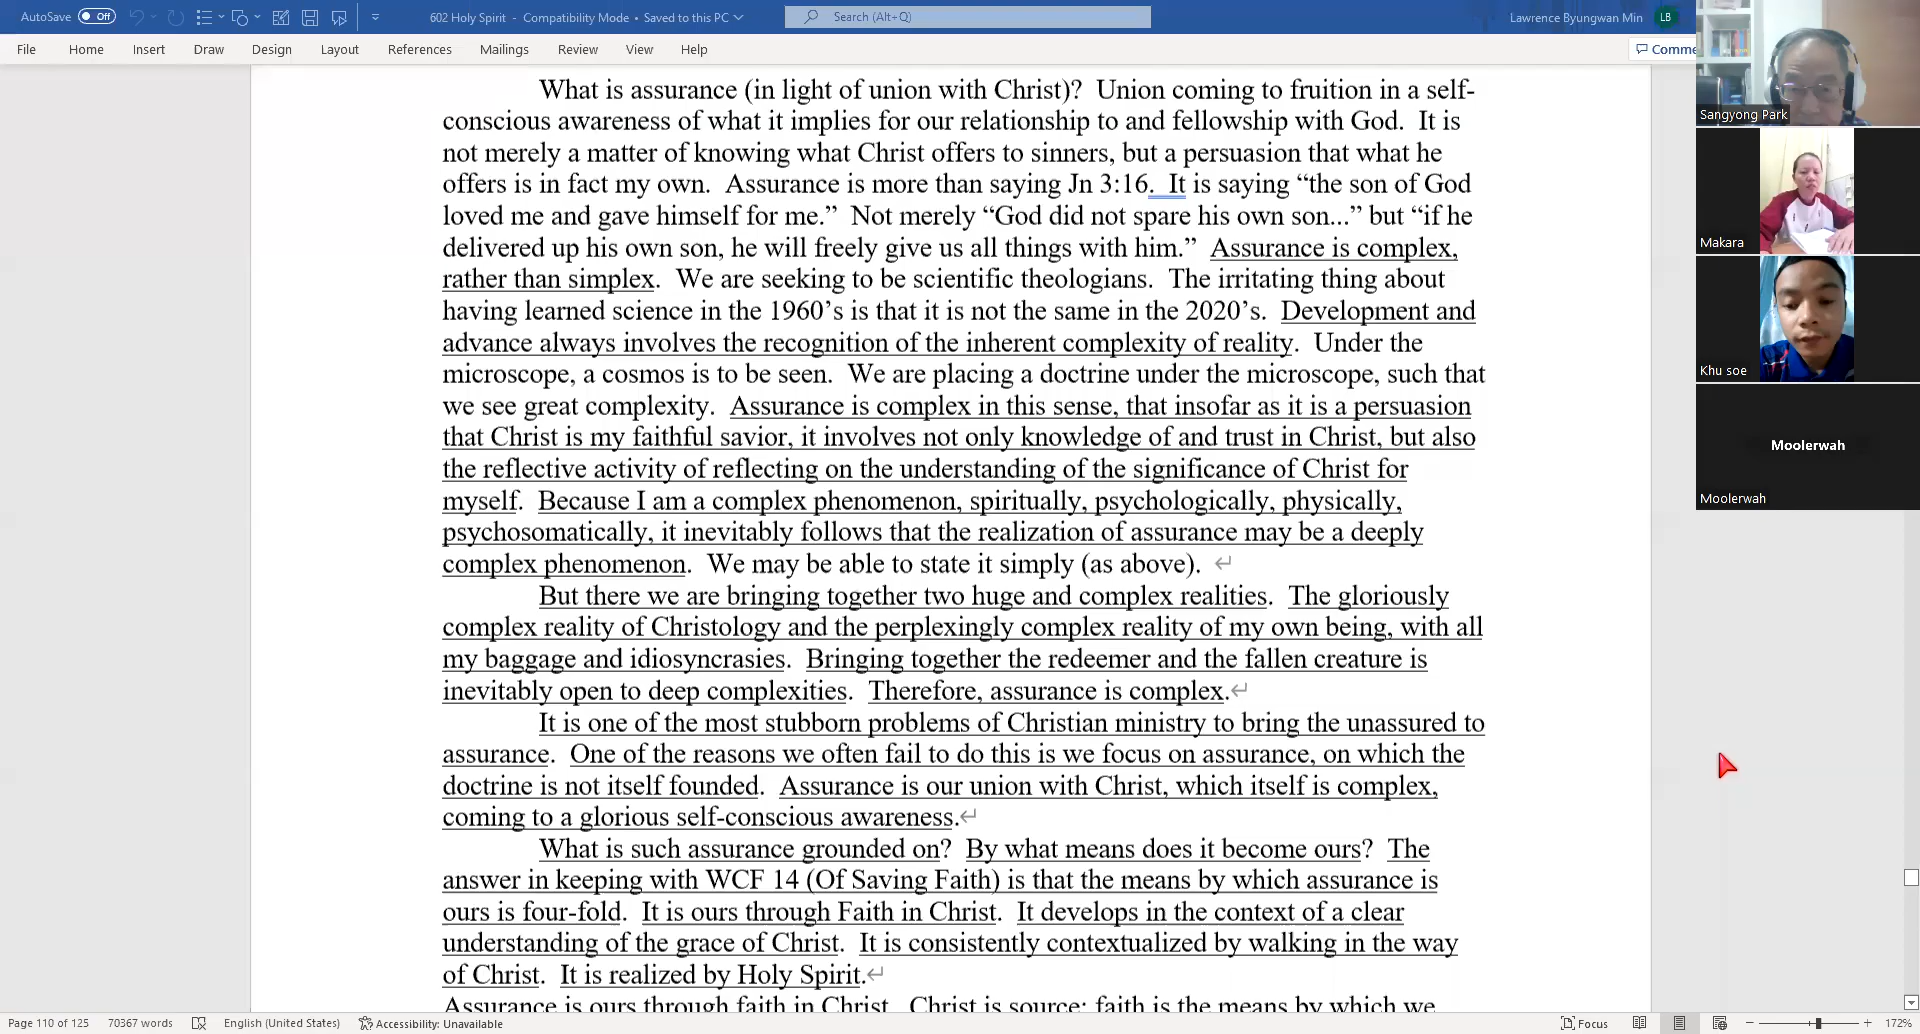 AutoSave Off
602 Holy Spirit - Compatibility Mode • Saved to this PC
Search (Alt+Q)
Lawrence Byungwan Min LB
File Home Insert Draw Design Layout References Mailings Review View Help Comme
What is assurance (in light of union with Christ)? Union coming to fruition in a self-
conscious awareness of what it implies for our relationship to and fellowship with God. It is
not merely a matter of knowing what Christ offers to sinners, but a persuasion that what he
offers is in fact my own. Assurance is more than saying Jn 3:16. It is saying “the son of God
loved me and gave himself for me.” Not merely “God did not spare his own son...” but “if he
delivered up his own son, he will freely give us all things with him.” Assurance is complex,
rather than simplex. We are seeking to be scientific theologians. The irritating thing about
having learned science in the 1960’s is that it is not the same in the 2020’s. Development and
advance always involves the recognition of the inherent complexity of reality. Under the
microscope, a cosmos is to be seen. We are placing a doctrine under the microscope, such that
we see great complexity. Assurance is complex in this sense, that insofar as it is a persuasion
that Christ is my faithful savior, it involves not only knowledge of and trust in Christ, but also
the reflective activity of reflecting on the understanding of the significance of Christ for
myself. Because I am a complex phenomenon, spiritually, psychologically, physically,
psychosomatically, it inevitably follows that the realization of assurance may be a deeply
complex phenomenon. We may be able to state it simply (as above).
But there we are bringing together two huge and complex realities. The gloriously
complex reality of Christology and the perplexingly complex reality of my own being, with all
my baggage and idiosyncrasies. Bringing together the redeemer and the fallen creature is
inevitably open to deep complexities. Therefore, assurance is complex.
It is one of the most stubborn problems of Christian ministry to bring the unassured to
assurance. One of the reasons we often fail to do this is we focus on assurance, on which the
doctrine is not itself founded. Assurance is our union with Christ, which itself is complex,
coming to a glorious self-conscious awareness.
What is such assurance grounded on? By what means does it become ours? The
answer in keeping with WCF 14 (Of Saving Faith) is that the means by which assurance is
ours is four-fold. It is ours through Faith in Christ. It develops in the context of a clear
understanding of the grace of Christ. It is consistently contextualized by walking in the way
of Christ. It is realized by Holy Spirit.
Assurance is ours through faith in Christ. Christ is source; faith is the means by which we
Sangyong Park
Makara
Khu soe
Moolerwah
Moolerwah
Page 110 of 125 70367 words English (United States) Accessibility: Unavailable Focus 172%